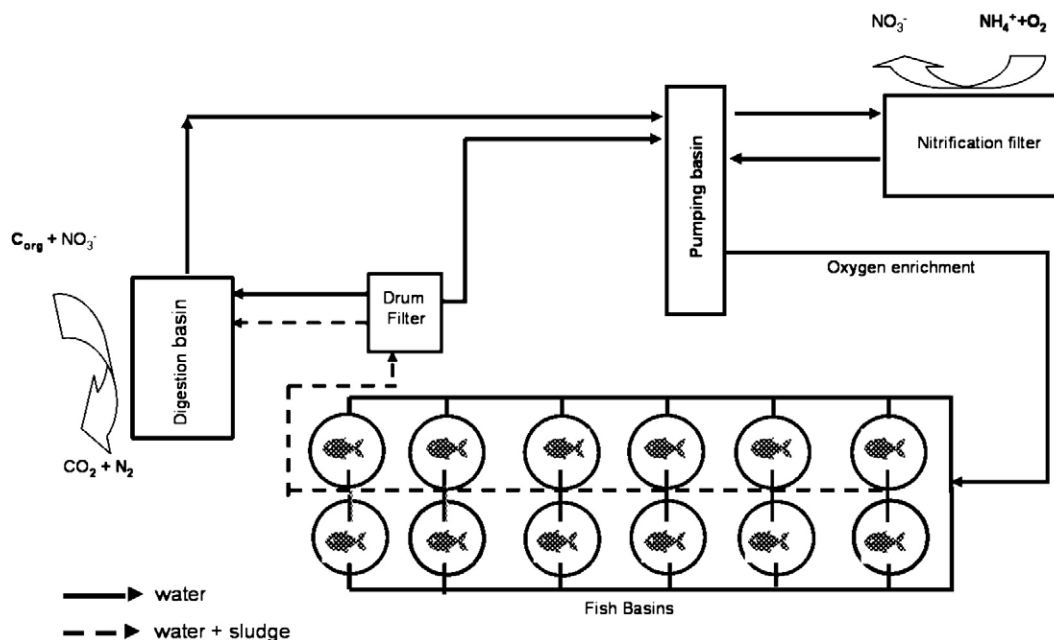 NO₃⁻
NH₄⁺+O₂
Nitrification filter
Pumping basin
Oxygen enrichment
C_org + NO₃⁻
Digestion basin
Drum
Filter
CO₂ + N₂
Fish Basins
water
water + sludge